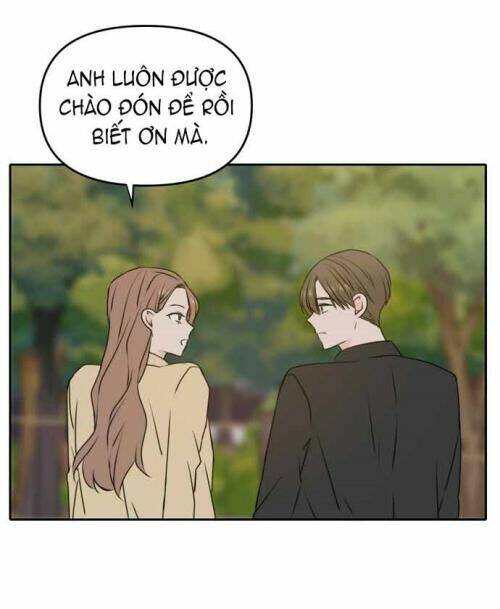 ANH LUÔN ĐƯỢC
CHÀO ĐÓN ĐỂ RỒI
BIẾT ƠN MÀ.